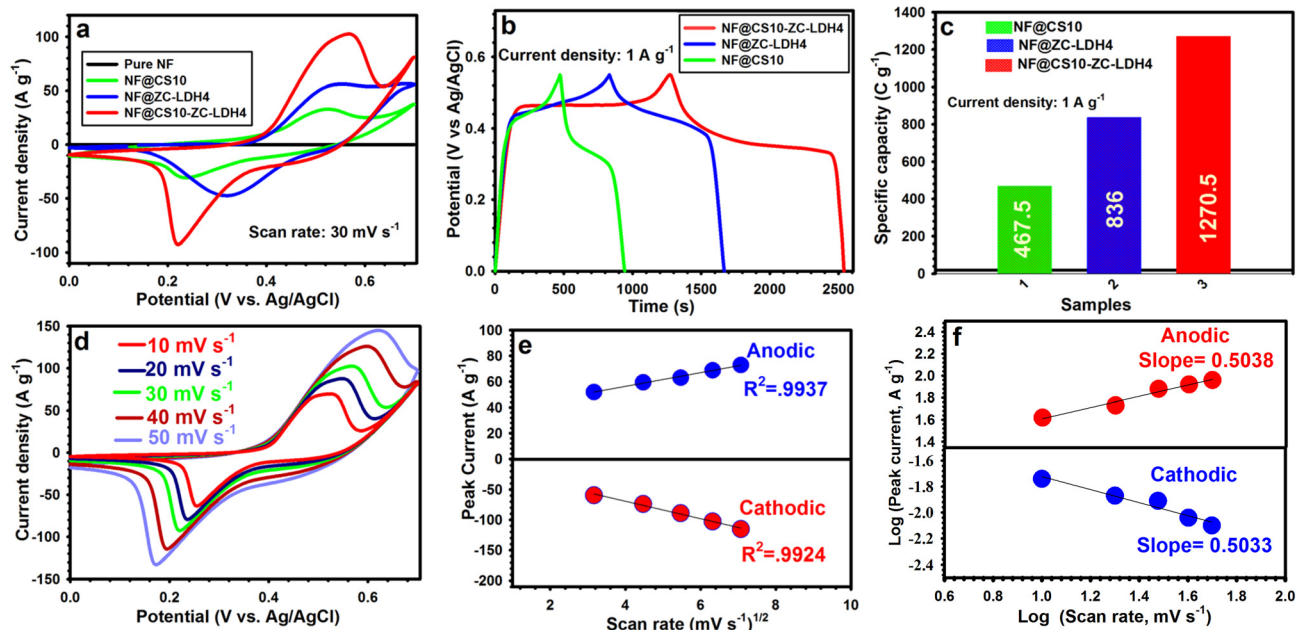 a
Pure NF
NF@CS10
NF@ZC-LDH4
NF@CS10-ZC-LDH4
Scan rate: 30 mV s⁻¹
Current density (A g⁻¹)
100
50
0
-50
-100
0.0 0.2 0.4 0.6
Potential (V vs. Ag/AgCl)
b
NF@CS10-ZC-LDH4
NF@ZC-LDH4
NF@CS10
Current density: 1 A g⁻¹
Potential (V vs Ag/AgCl)
0.6
0.4
0.2
0.0
0 500 1000 1500 2000 2500
Time (s)
c
NF@CS10
NF@ZC-LDH4
NF@CS10-ZC-LDH4
Current density: 1 A g⁻¹
Specific capacity (C g⁻¹)
1400
1200
1000
800
600
400
200
0
467.5
836
1270.5
1 2 3
Samples
d
10 mV s⁻¹
20 mV s⁻¹
30 mV s⁻¹
40 mV s⁻¹
50 mV s⁻¹
Current density (A g⁻¹)
150
100
50
0
-50
-100
-150
0.0 0.2 0.4 0.6
Potential (V vs. Ag/AgCl)
e
Anodic
R²=.9937
Cathodic
R²=.9924
Peak Current (A g⁻¹)
100
80
60
40
20
0
-50
-100
-150
-200
2 4 6 8 10
Scan rate (mV s⁻¹)¹/²
f
Anodic
Slope= 0.5038
Cathodic
Slope= 0.5033
Log (Peak current, A g⁻¹)
2.4
2.2
2.0
1.8
1.6
1.4
-1.6
-1.8
-2.0
-2.2
-2.4
0.6 0.8 1.0 1.2 1.4 1.6 1.8 2.0
Log (Scan rate, mV s⁻¹)